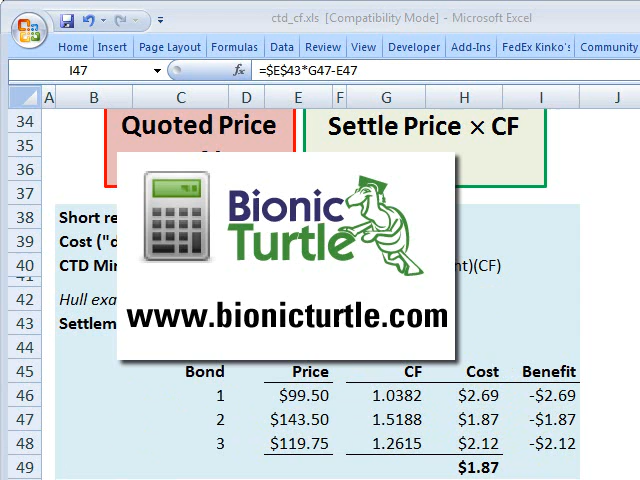 ctd_cf.xls [Compatibility Mode] - Microsoft Excel
Home Insert Page Layout Formulas Data Review View Developer Add-Ins FedEx Kinko's Community
I47 fx =$E$43*G47-E47
A B C D E F G H I J
34 Quoted Price Settle Price × CF
35
36
37
38 Short re
39 Cost ("d
40 CTD Min nt)(CF)
41
42 Hull exa
43 Settlem
Bionic
Turtle
www.bionicturtle.com
44
45 Bond Price CF Cost Benefit
46 1 $99.50 1.0382 $2.69 -$2.69
47 2 $143.50 1.5188 $1.87 -$1.87
48 3 $119.75 1.2615 $2.12 -$2.12
49 $1.87